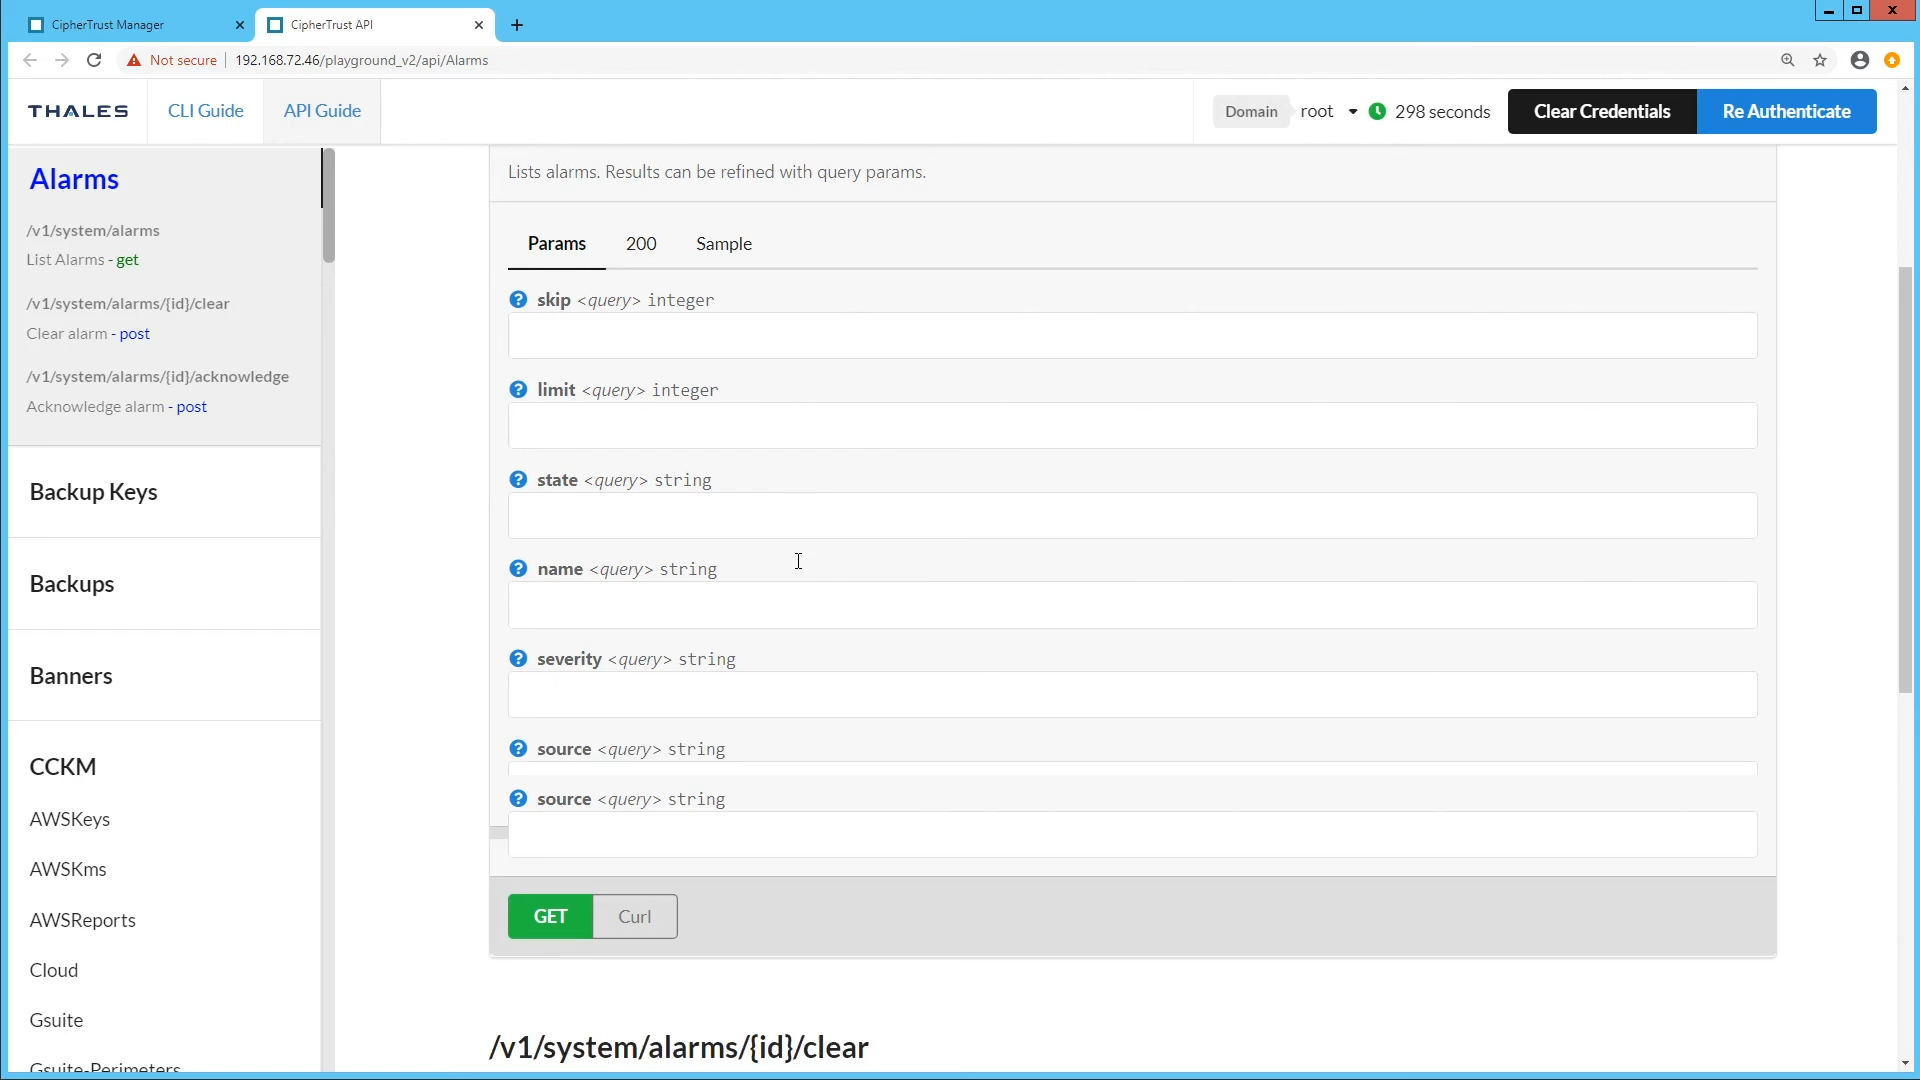 CipherTrust Manager
CipherTrust API
Not secure
192.168.72.46/playground_v2/api/Alarms
THALES
CLI Guide
API Guide
Domain
root
298 seconds
Clear Credentials
Re Authenticate
Alarms
/v1/system/alarms
List Alarms - get
/v1/system/alarms/{id}/clear
Clear alarm - post
/v1/system/alarms/{id}/acknowledge
Acknowledge alarm - post
Backup Keys
Backups
Banners
CCKM
AWSKeys
AWSKms
AWSReports
Cloud
Gsuite
Gsuite-Perimeters
Lists alarms. Results can be refined with query params.
Params
200
Sample
? skip <query> integer
? limit <query> integer
? state <query> string
? name <query> string
? severity <query> string
? source <query> string
? source <query> string
GET
Curl
/v1/system/alarms/{id}/clear